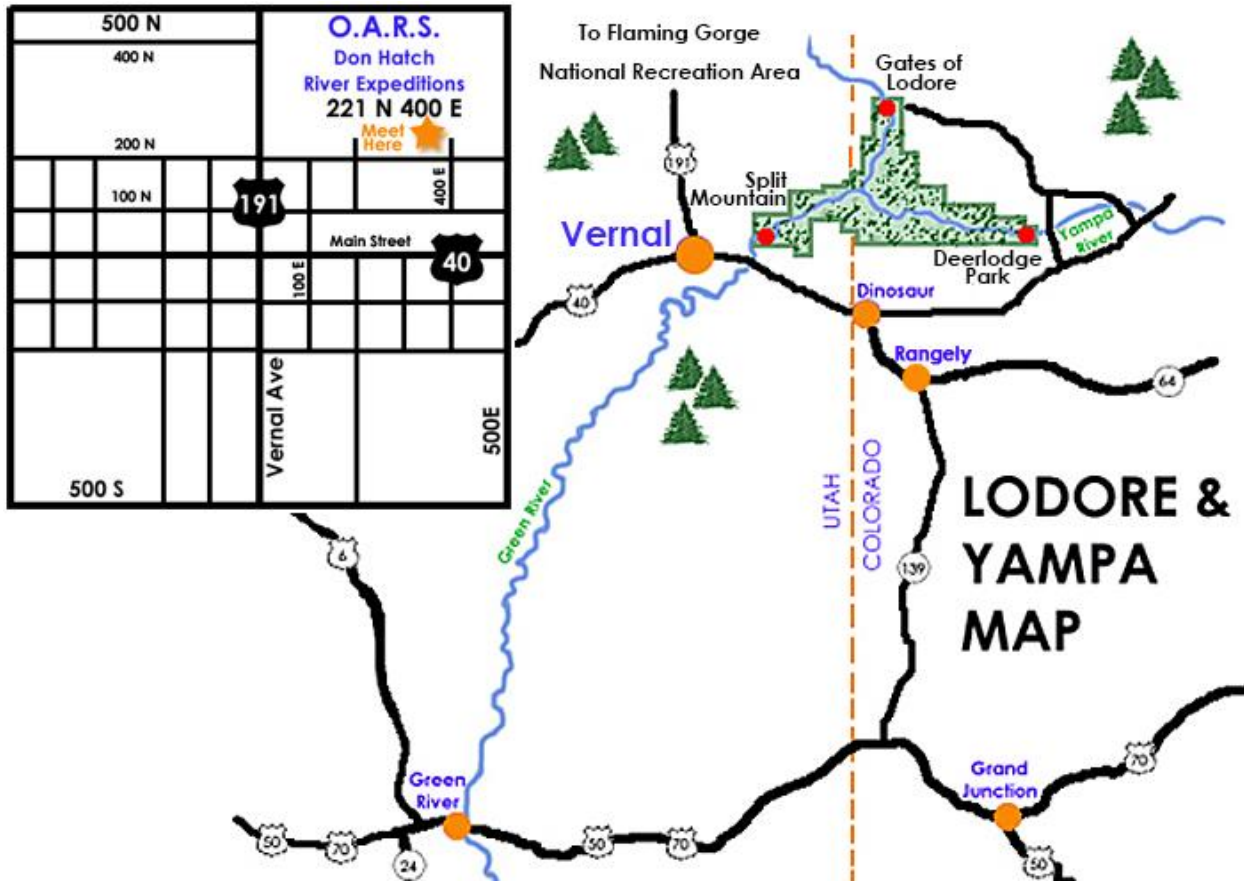 500 N
400 N
O.A.R.S.
Don Hatch
River Expeditions
221 N 400 E
Meet
Here
200 N
100 N
191
400 E
Main Street
40
100 E
Vernal Ave
500E
500 S
To Flaming Gorge
National Recreation Area
191
Gates of
Lodore
Split
Mountain
Vernal
Yampa
River
Deerlodge
Park
40
Dinosaur
Rangely
64
Green River
UTAH
COLORADO
139
LODORE &
YAMPA
MAP
6
Green
River
50
70
24
50
70
Grand
Junction
70
50